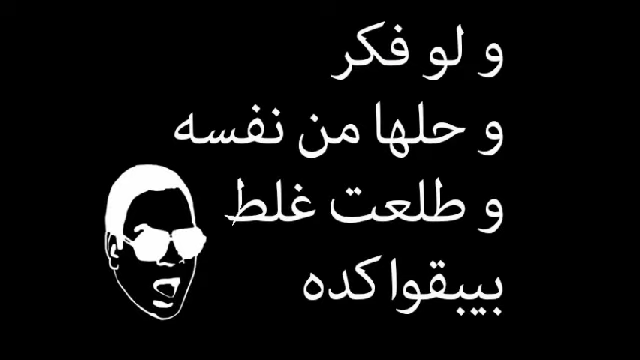 و لو فكر
و حلها من نفسه
و طلعت غلط
بيبقوا كده